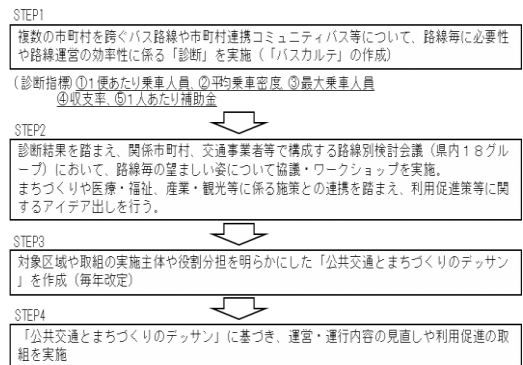 STEP1
複数の市町村を跨ぐバス路線や市町村連携コミュニティバス等について、路線毎に必要性
や路線運営の効率性に係る「診断」を実施（「バスカルテ」の作成）
(診断指標)①1便あたり乗車人員、②平均乗車密度、③最大乗車人員
④収支率、⑤1人あたり補助金
STEP2
診断結果を踏まえ、関係市町村、交通事業者等で構成する路線別検討会議（県内１８グルー
プ）において、路線毎の望ましい姿について協議・ワークショップを実施。
まちづくりや医療・福祉、産業・観光等に係る施策との連携を踏まえ、利用促進策等に関
するアイデア出しを行う。
STEP3
対象区域や取組の実施主体や役割分担を明らかにした「公共交通とまちづくりのデッサン」
を作成（毎年改定）
STEP4
「公共交通とまちづくりのデッサン」に基づき、運営・運行内容の見直しや利用促進の取
組を実施